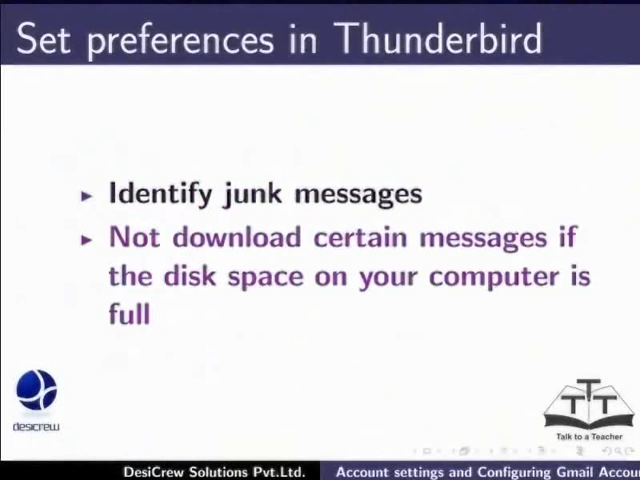 Set preferences in Thunderbird
Identify junk messages
Not download certain messages if
the disk space on your computer is
full
desicrew
TTT
Talk to a Teacher
DesiCrew Solutions Pvt.Ltd.
Account settings and Configuring Gmail Accou